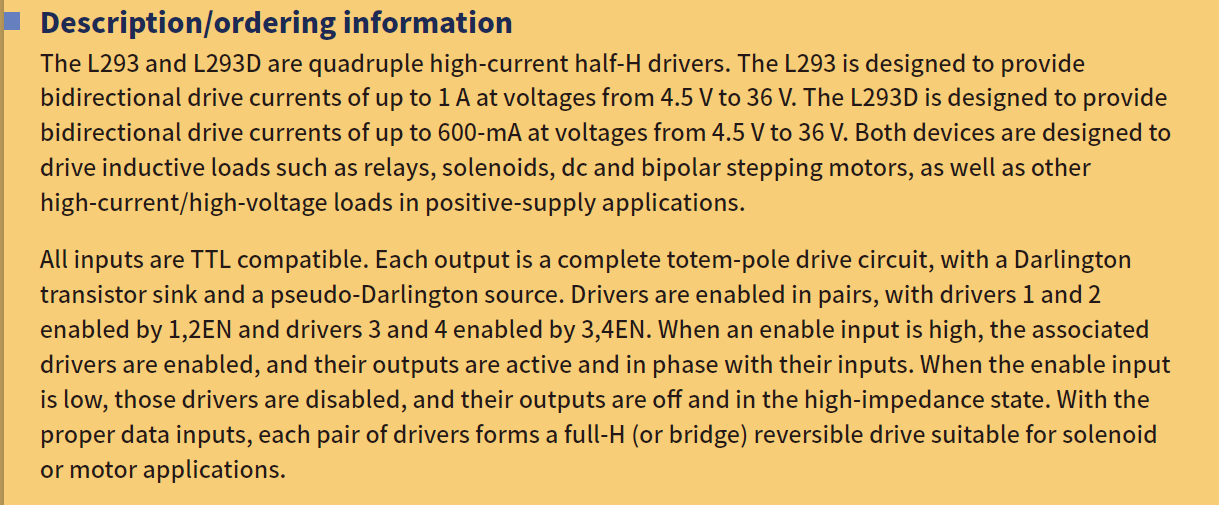 Description/ordering information
The L293 and L293D are quadruple high-current half-H drivers. The L293 is designed to provide
bidirectional drive currents of up to 1 A at voltages from 4.5 V to 36 V. The L293D is designed to provide
bidirectional drive currents of up to 600-mA at voltages from 4.5 V to 36 V. Both devices are designed to
drive inductive loads such as relays, solenoids, dc and bipolar stepping motors, as well as other
high-current/high-voltage loads in positive-supply applications.
All inputs are TTL compatible. Each output is a complete totem-pole drive circuit, with a Darlington
transistor sink and a pseudo-Darlington source. Drivers are enabled in pairs, with drivers 1 and 2
enabled by 1,2EN and drivers 3 and 4 enabled by 3,4EN. When an enable input is high, the associated
drivers are enabled, and their outputs are active and in phase with their inputs. When the enable input
is low, those drivers are disabled, and their outputs are off and in the high-impedance state. With the
proper data inputs, each pair of drivers forms a full-H (or bridge) reversible drive suitable for solenoid
or motor applications.